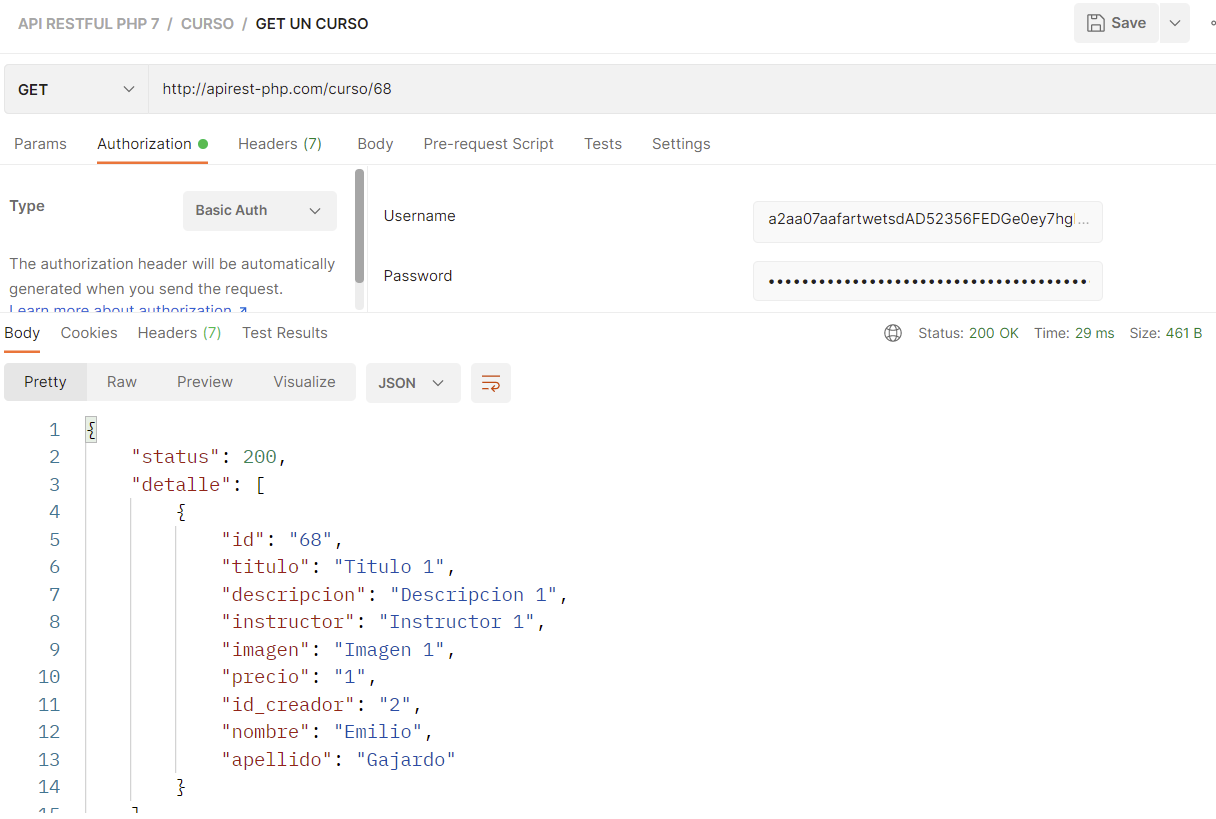 API RESTFUL PHP 7 / CURSO / GET UN CURSO
Save
GET http://apirest-php.com/curso/68
Params Authorization Headers (7) Body Pre-request Script Tests Settings
Type Basic Auth
Username a2aa07aafartwetsdAD52356FEDGe0ey7hg...
The authorization header will be automatically
generated when you send the request.
Learn more about authorization ↗
Password ••••••••••••••••••••••••••••••••••••••
Body Cookies Headers (7) Test Results Status: 200 OK Time: 29 ms Size: 461 B
Pretty Raw Preview Visualize JSON
1 {
2 "status": 200,
3 "detalle": [
4 {
5 "id": "68",
6 "titulo": "Titulo 1",
7 "descripcion": "Descripcion 1",
8 "instructor": "Instructor 1",
9 "imagen": "Imagen 1",
10 "precio": "1",
11 "id_creador": "2",
12 "nombre": "Emilio",
13 "apellido": "Gajardo"
14 }
15 ]